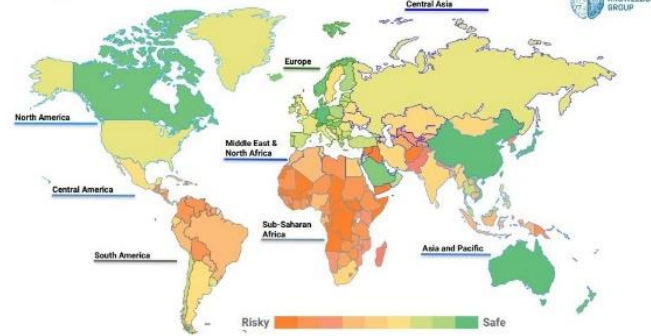 Central Asia
GROUP
Europe
North America
Middle East &
North Africa
Central America
Sub-Saharan
Africa
South America
Asia and Pacific
Risky
Safe